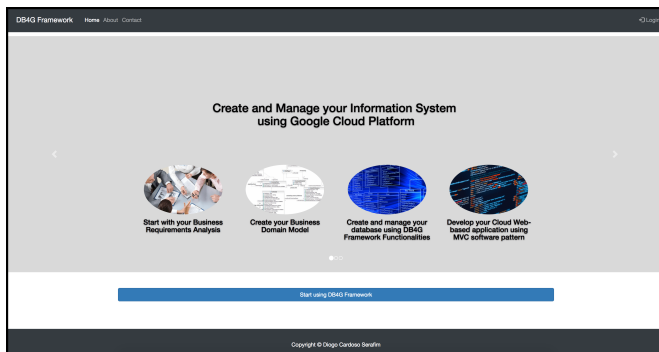 DB4G Framework Home About Contact Login
Create and Manage your Information System
using Google Cloud Platform
Start with your Business
Requirements Analysis
Create your Business
Domain Model
Create and manage your
database using DB4G
Framework Functionalities
Develop your Cloud Web-
based application using
MVC software pattern
Start using DB4G Framework
Copyright © Diogo Cardoso Serafim